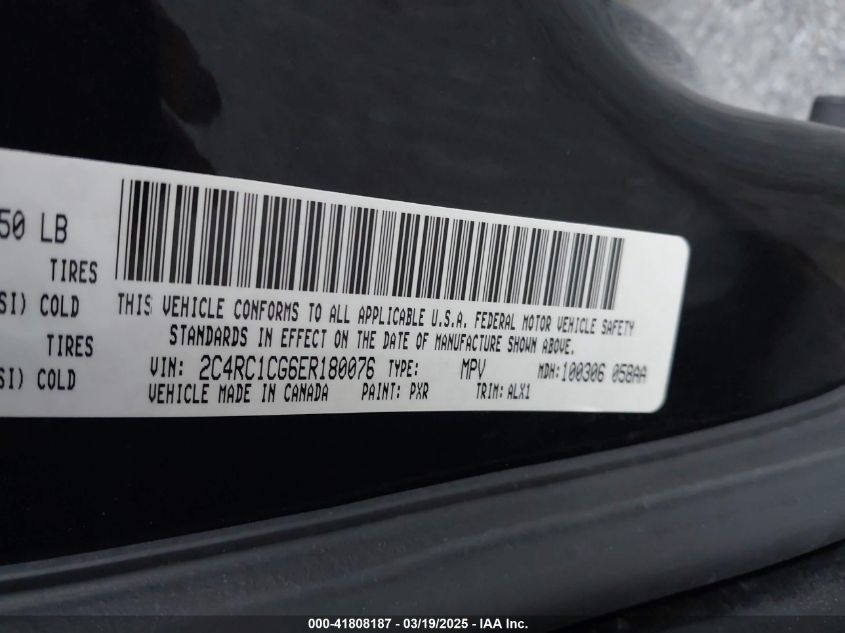 50 LB
TIRES
SI) COLD
SI) COLD
THIS VEHICLE CONFORMS TO ALL APPLICABLE U.S.A. FEDERAL MOTOR VEHICLE SAFETY
STANDARDS IN EFFECT ON THE DATE OF MANUFACTURE SHOWN ABOVE.
VIN: 2C4RC1CG6ER180076 TYPE: MPV MDH:100306 058AA
VEHICLE MADE IN CANADA PAINT: PXR TRIM:ALX1
000-41808187 - 03/19/2025 - IAA Inc.